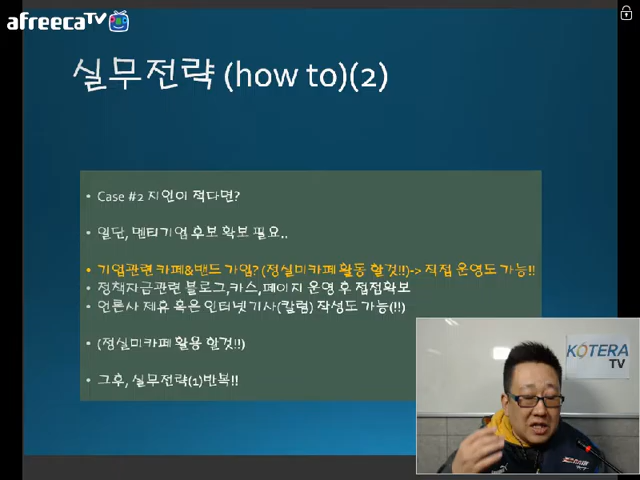 afreecaTV
실무전략 (how to)(2)
• Case #2 지인이 적다면?
•일단, 멘티기업 후보 확보 필요..
• 기업관련 카페&밴드 가입? (정실미카페 활동 할것!!)-> 직접 운영도 가능!!
• 정책자금관련 블로그,카스,페이지 운영 후 접점확보
• 언론사 제휴 혹은 인터넷기사(칼럼) 작성도 가능(!!)
• (정실미카페 활용 할것!!)
• 그후, 실무전략(1)반복!!
KOTERA
TV